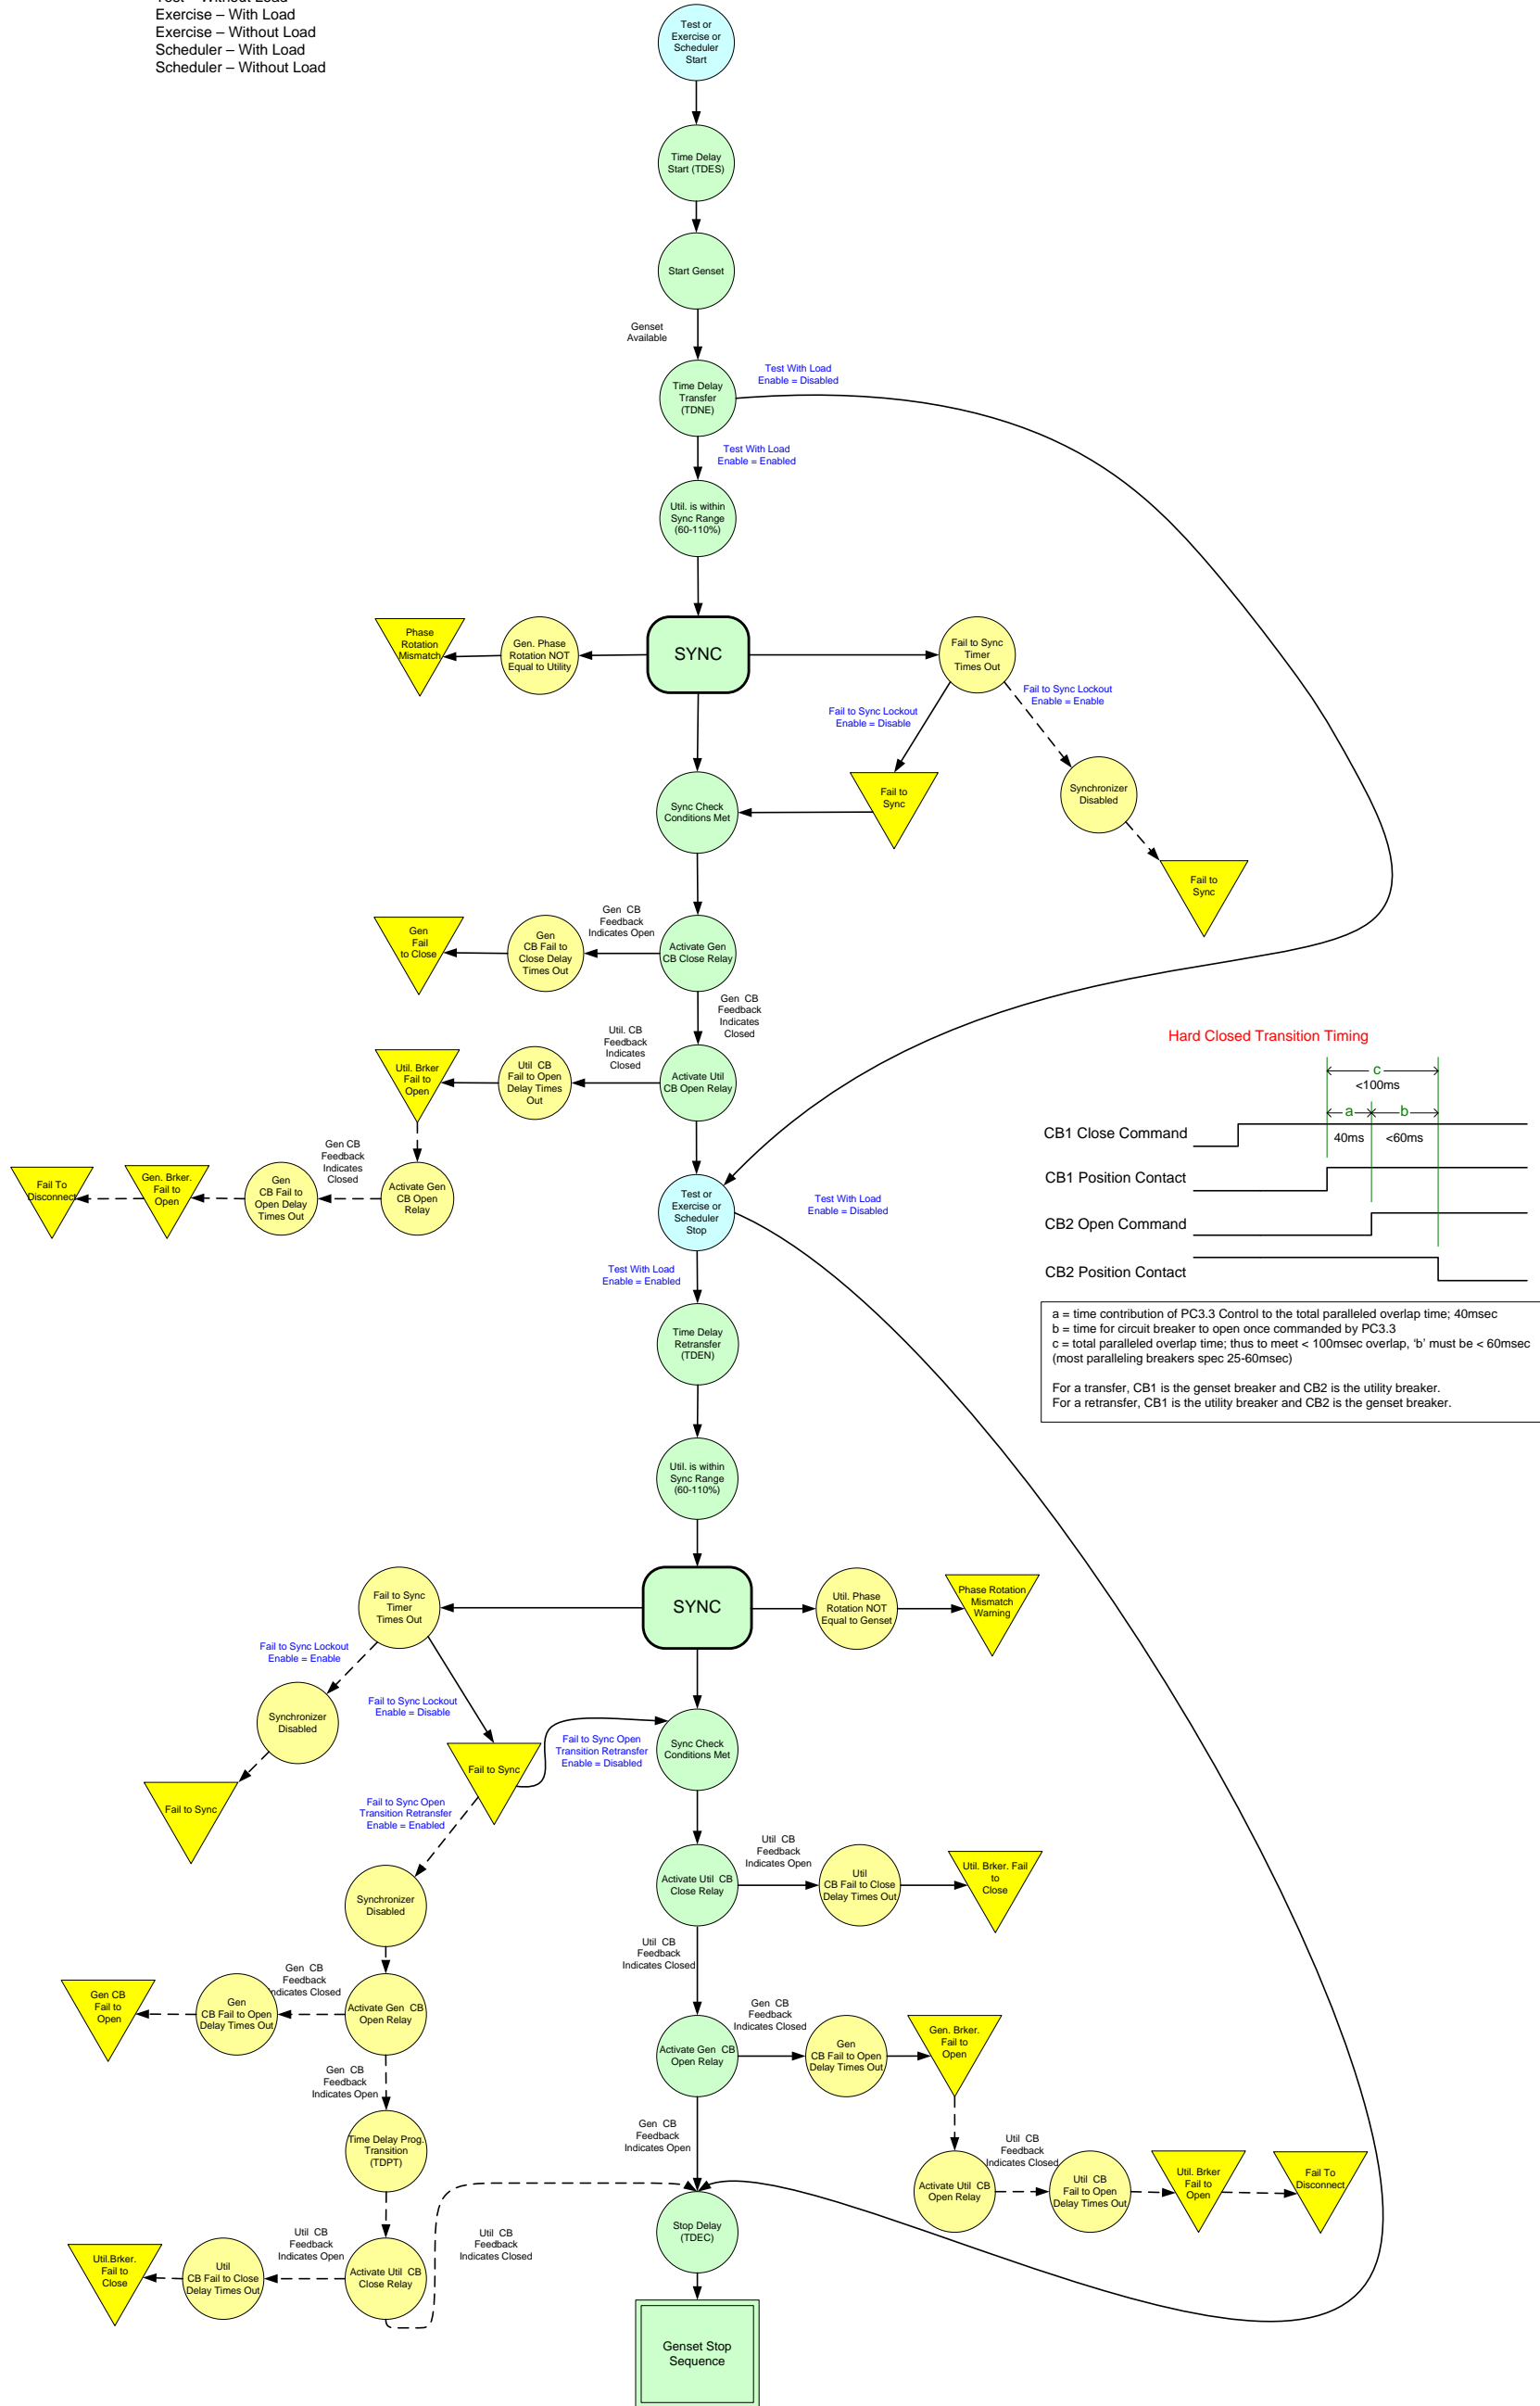 Test – Without Load
Exercise – With Load
Exercise – Without Load
Scheduler – With Load
Scheduler – Without Load
Test or
Exercise or
Scheduler
Start
Time Delay
Start (TDES)
Start Genset
Genset
Available
Time Delay
Transfer
(TDNE)
Test With Load
Enable = Disabled
Test With Load
Enable = Enabled
Util. is within
Sync Range
(60-110%)
Phase
Rotation
Mismatch
Gen. Phase
Rotation NOT
Equal to Utility
SYNC
Fail to Sync
Timer
Times Out
Fail to Sync Lockout
Enable = Disable
Fail to Sync Lockout
Enable = Enable
Sync Check
Conditions Met
Fail to
Sync
Synchronizer
Disabled
Fail to
Sync
Gen
Fail
to Close
Gen
CB Fail to
Close Delay
Times Out
Gen CB
Feedback
Indicates Open
Activate Gen
CB Close Relay
Gen CB
Feedback
Indicates
Closed
Util. Brker
Fail to
Open
Util CB
Fail to Open
Delay Times
Out
Util. CB
Feedback
Indicates
Closed
Activate Util
CB Open Relay
Fail To
Disconnect
Gen. Brker.
Fail to
Open
Gen
CB Fail to
Open Delay
Times Out
Gen CB
Feedback
Indicates
Closed
Activate Gen
CB Open
Relay
Test or
Exercise or
Scheduler
Stop
Test With Load
Enable = Disabled
Test With Load
Enable = Enabled
Hard Closed Transition Timing
c
<100ms
a
b
CB1 Close Command
40ms
<60ms
CB1 Position Contact
CB2 Open Command
CB2 Position Contact
a = time contribution of PC3.3 Control to the total paralleled overlap time; 40msec
b = time for circuit breaker to open once commanded by PC3.3
c = total paralleled overlap time; thus to meet < 100msec overlap, ‘b’ must be < 60msec
(most paralleling breakers spec 25-60msec)
For a transfer, CB1 is the genset breaker and CB2 is the utility breaker.
For a retransfer, CB1 is the utility breaker and CB2 is the genset breaker.
Time Delay
Retransfer
(TDEN)
Util. is within
Sync Range
(60-110%)
Fail to Sync
Timer
Times Out
SYNC
Util. Phase
Rotation NOT
Equal to Genset
Phase Rotation
Mismatch
Warning
Fail to Sync Lockout
Enable = Enable
Synchronizer
Disabled
Fail to Sync Lockout
Enable = Disable
Fail to Sync
Fail to Sync
Fail to Sync Open
Transition Retransfer
Enable = Disabled
Sync Check
Conditions Met
Fail to Sync Open
Transition Retransfer
Enable = Enabled
Synchronizer
Disabled
Activate Util CB
Close Relay
Util CB
Feedback
Indicates Open
Util
CB Fail to Close
Delay Times Out
Util. Brker. Fail
to
Close
Util CB
Feedback
Indicates Closed
Gen CB
Fail to
Open
Gen
CB Fail to Open
Delay Times Out
Gen CB
Feedback
Indicates Closed
Activate Gen CB
Open Relay
Activate Gen CB
Open Relay
Gen CB
Feedback
Indicates Closed
Gen
CB Fail to Open
Delay Times Out
Gen. Brker.
Fail to
Open
Gen CB
Feedback
Indicates Open
Gen CB
Feedback
Indicates Open
Time Delay Prog.
Transition
(TDPT)
Activate Util CB
Open Relay
Util CB
Feedback
Indicates Closed
Util CB
Fail to Open
Delay Times Out
Util. Brker
Fail to
Open
Fail To
Disconnect
Util.Brker.
Fail to
Close
Util
CB Fail to Close
Delay Times Out
Util CB
Feedback
Indicates Open
Activate Util CB
Close Relay
Util CB
Feedback
Indicates Closed
Stop Delay
(TDEC)
Genset Stop
Sequence